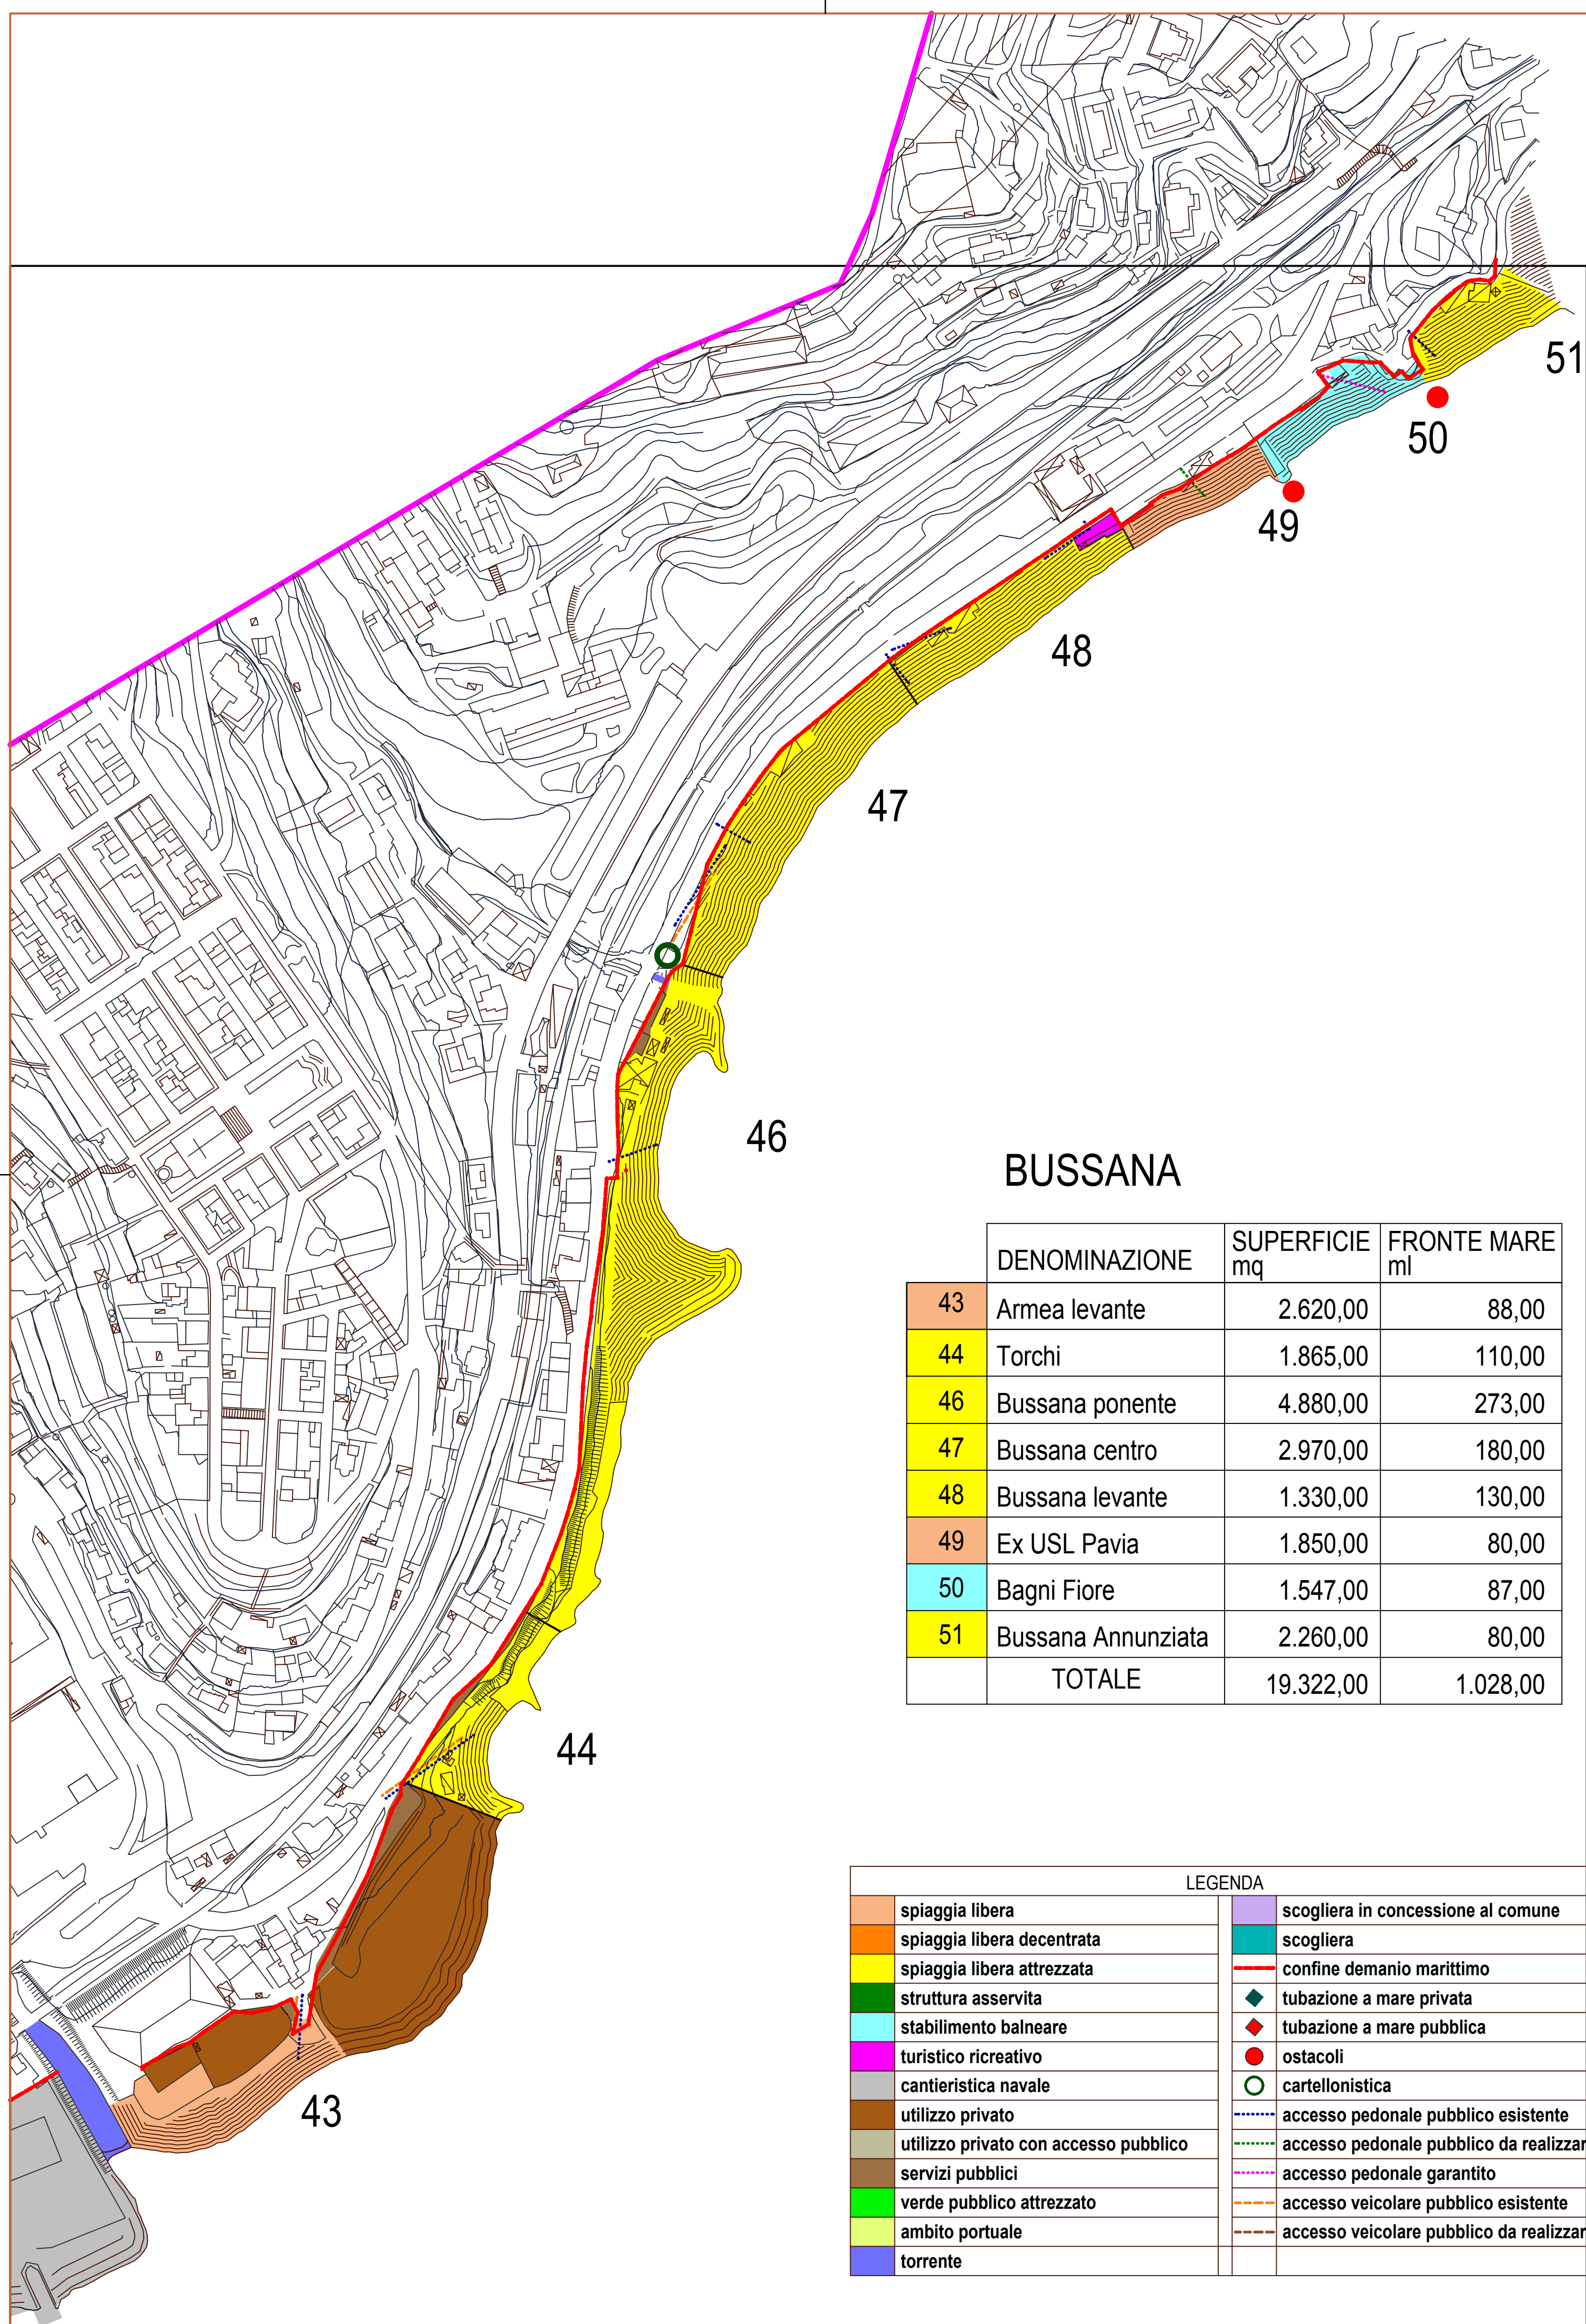 51
50
49
48
47
46
44
43
BUSSANA
DENOMINAZIONE SUPERFICIE mq FRONTE MARE ml
43 Armea levante 2.620,00 88,00
44 Torchi 1.865,00 110,00
46 Bussana ponente 4.880,00 273,00
47 Bussana centro 2.970,00 180,00
48 Bussana levante 1.330,00 130,00
49 Ex USL Pavia 1.850,00 80,00
50 Bagni Fiore 1.547,00 87,00
51 Bussana Annunziata 2.260,00 80,00
TOTALE 19.322,00 1.028,00
LEGENDA
spiaggia libera
spiaggia libera decentrata
spiaggia libera attrezzata
struttura asservita
stabilimento balneare
turistico ricreativo
cantieristica navale
utilizzo privato
utilizzo privato con accesso pubblico
servizi pubblici
verde pubblico attrezzato
ambito portuale
torrente
scogliera in concessione al comune
scogliera
confine demanio marittimo
tubazione a mare privata
tubazione a mare pubblica
ostacoli
cartellonistica
accesso pedonale pubblico esistente
accesso pedonale pubblico da realizzar
accesso pedonale garantito
accesso veicolare pubblico esistente
accesso veicolare pubblico da realizzar